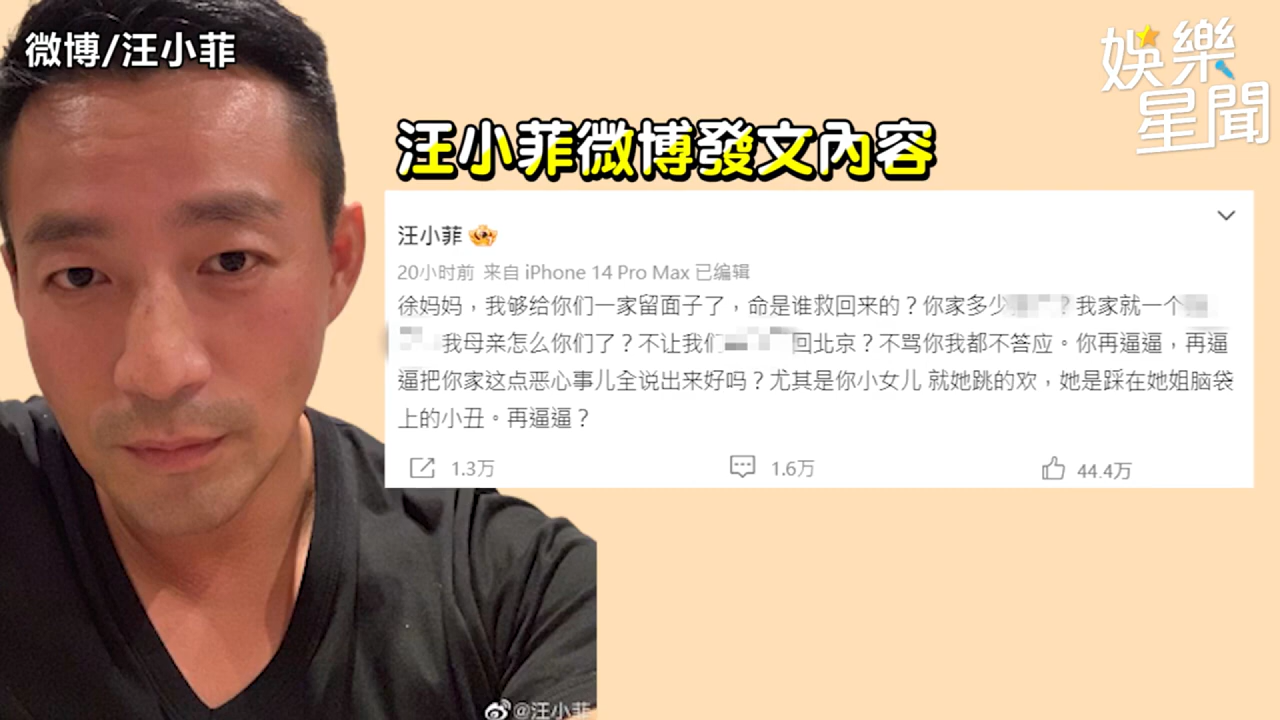 微博/汪小菲
娛樂
星聞
汪小菲微博發文內容
汪小菲
20小时前 来自 iPhone 14 Pro Max 已编辑
徐妈妈，我够给你们一家留面子了，命是谁救回来的？你家多少？我家就一个
我母亲怎么你们了？不让我们回北京？不骂你我都不答应。你再逼逼，再逼
逼把你家这点恶心事儿全说出来好吗？尤其是你小女儿 就她跳的欢，她是踩在她姐脑袋
上的小丑。再逼逼？
1.3万
1.6万
44.4万
@汪小菲